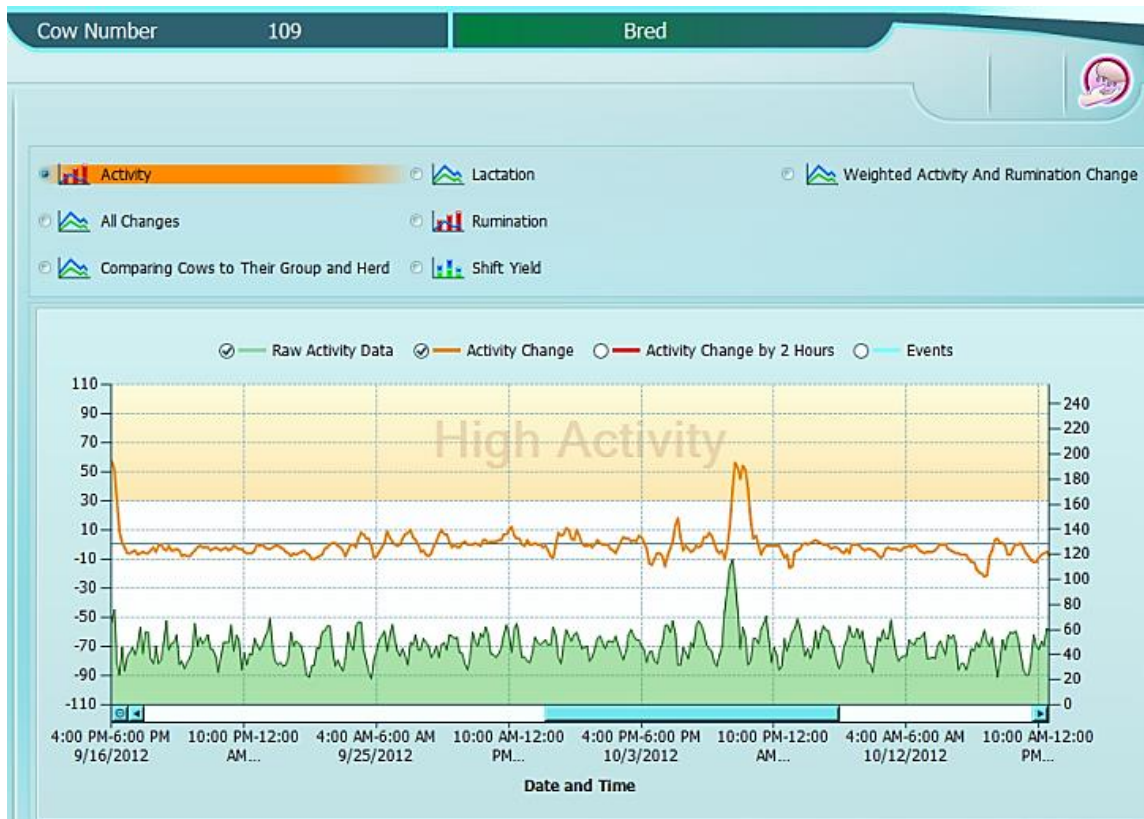 Cow Number 109 Bred
Activity Lactation Weighted Activity And Rumination Change
All Changes Rumination
Comparing Cows to Their Group and Herd Shift Yield
Raw Activity Data Activity Change Activity Change by 2 Hours Events
High Activity
110
90
70
50
30
10
-10
-30
-50
-70
-90
-110
240
220
200
180
160
140
120
100
80
60
40
20
0
4:00 PM-6:00 PM 10:00 PM-12:00 4:00 AM-6:00 AM 10:00 AM-12:00 4:00 PM-6:00 PM 10:00 PM-12:00 4:00 AM-6:00 AM 10:00 AM-12:00
9/16/2012 AM... 9/25/2012 PM... 10/3/2012 AM... 10/12/2012 PM...
Date and Time